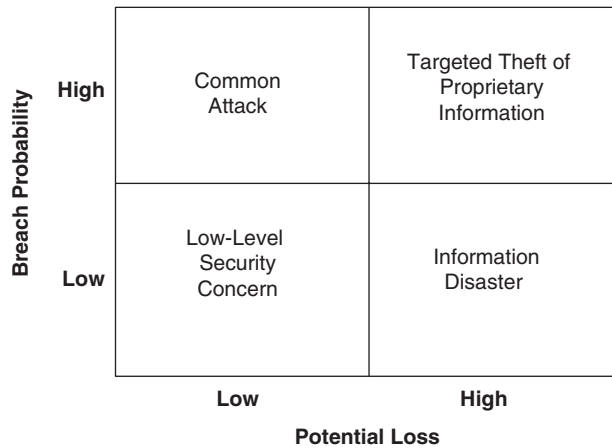 Breach Probability
High
Common
Attack
Targeted Theft of
Proprietary
Information
Low
Low-Level
Security
Concern
Information
Disaster
Low
High
Potential Loss